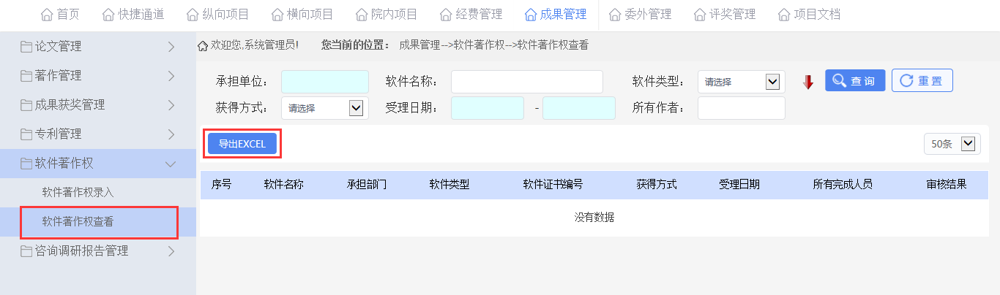 首页 快捷通道 纵向项目 横向项目 院内项目 经费管理 成果管理 委外管理 评奖管理 项目文档
论文管理
著作管理
成果获奖管理
专利管理
软件著作权
软件著作权录入
软件著作权查看
咨询调研报告管理
欢迎您,系统管理员! 您当前的位置： 成果管理-->软件著作权-->软件著作权查看
承担单位： 软件名称： 软件类型： 请选择 查 询 重 置
获得方式： 请选择 受理日期： - 所有作者：
导出EXCEL 50条
序号 软件名称 承担部门 软件类型 软件证书编号 获得方式 受理日期 所有完成人员 审核结果
没有数据